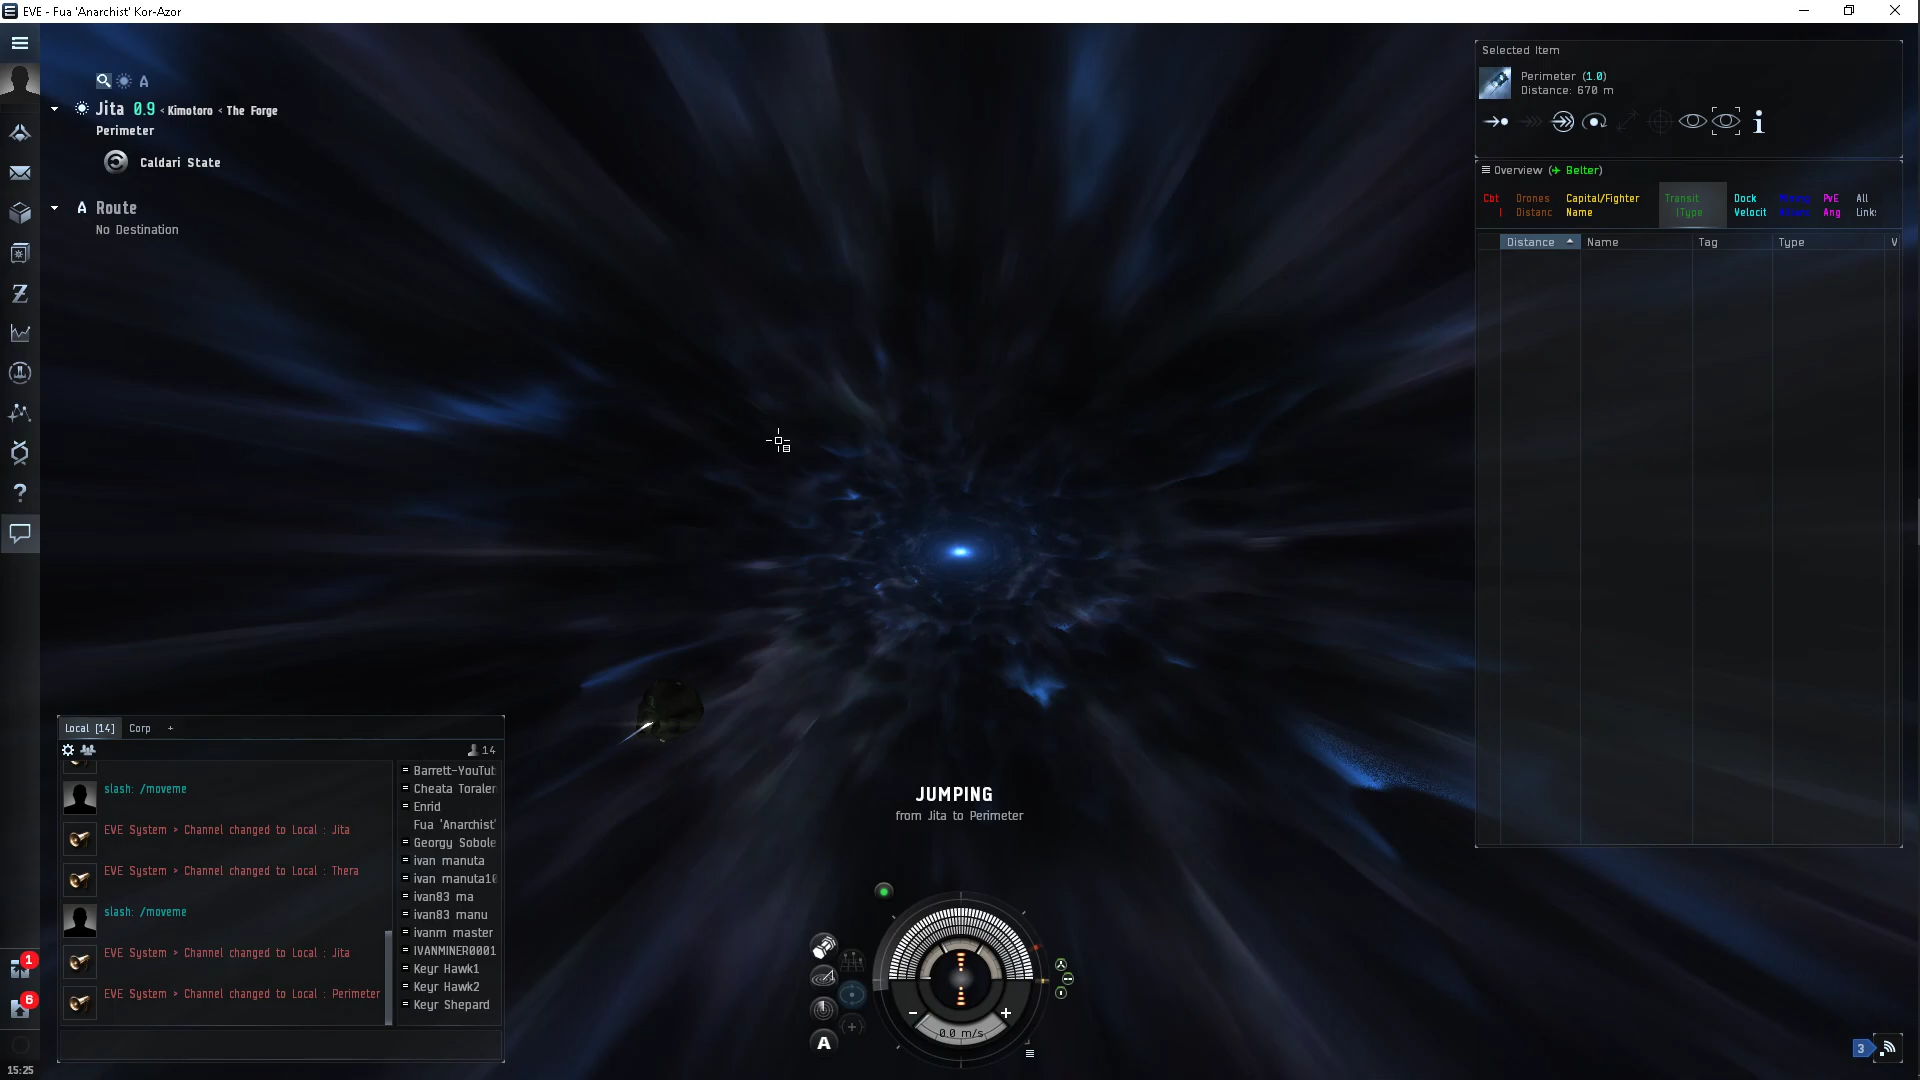 EVE - Fua 'Anarchist' Kor-Azor
A
Jita 0.9 < Kimotoro < The Forge
Perimeter
Caldari State
A Route
No Destination
Selected Item
Perimeter (1.0)
Distance: 670 m
Overview (Belter)
Cbt Drones Capital/Fighter Transit Dock PvE All
| Distanc Name |Type Velocit Ang Link:
Distance Name Tag Type V
JUMPING
from Jita to Perimeter
Local [14] Corp +
14
slash: /moveme
EVE System > Channel changed to Local : Jita
EVE System > Channel changed to Local : Thera
slash: /moveme
EVE System > Channel changed to Local : Jita
EVE System > Channel changed to Local : Perimeter
Barrett-YouTub
Cheata Toraler
Enrid
Fua 'Anarchist'
Georgy Sobole
ivan manuta
ivan manuta10
ivan83 ma
ivan83 manu
ivanm master
IVANMINER0001
Keyr Hawk1
Keyr Hawk2
Keyr Shepard
1
6
15:25
A
- +
0.0 m/s
3